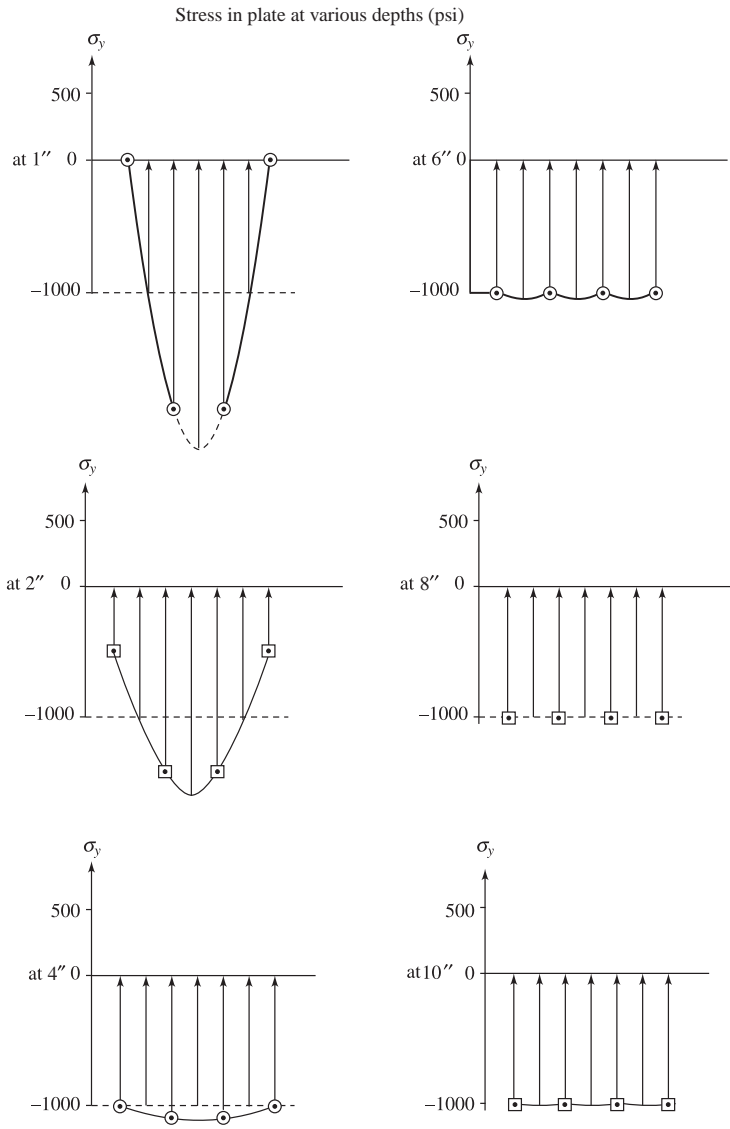 Stress in plate at various depths (psi)
σy
500
at 1″ 0
–1000
σy
500
at 6″ 0
–1000
σy
500
at 2″ 0
–1000
σy
500
at 8″ 0
–1000
σy
500
at 4″ 0
–1000
σy
500
at10″ 0
–1000